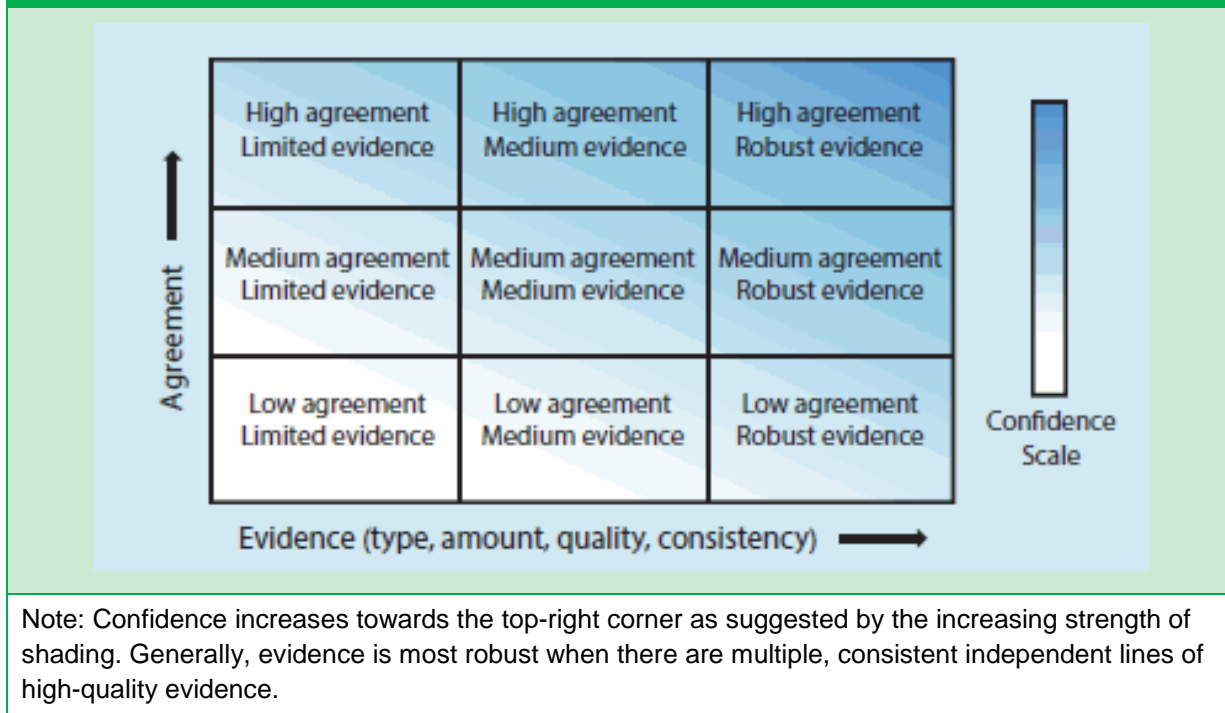 High agreement
Limited evidence
High agreement
Medium evidence
High agreement
Robust evidence
Medium agreement
Limited evidence
Medium agreement
Medium evidence
Medium agreement
Robust evidence
Low agreement
Limited evidence
Low agreement
Medium evidence
Low agreement
Robust evidence
Agreement
Evidence (type, amount, quality, consistency)
Confidence
Scale
Note: Confidence increases towards the top-right corner as suggested by the increasing strength of
shading. Generally, evidence is most robust when there are multiple, consistent independent lines of
high-quality evidence.